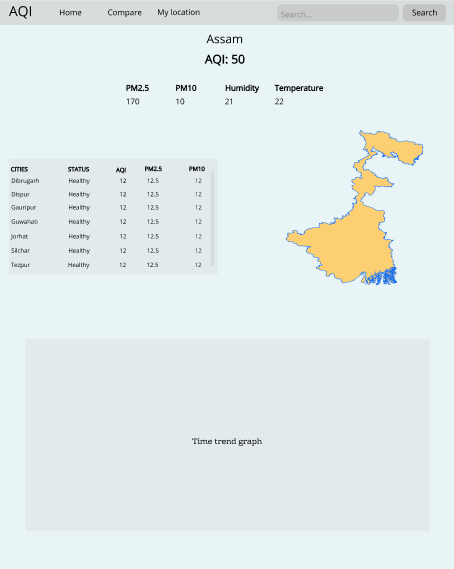 AQI Home Compare My location Search... Search
Assam
AQI: 50
PM2.5 PM10 Humidity Temperature
170 10 21 22
CITIES STATUS AQI PM2.5 PM10
Dibrugarh Healthy 12 12.5 12
Dispur Healthy 12 12.5 12
Gauripur Healthy 12 12.5 12
Guwahati Healthy 12 12.5 12
Jorhat Healthy 12 12.5 12
Silchar Healthy 12 12.5 12
Tezpur Healthy 12 12.5 12
Time trend graph